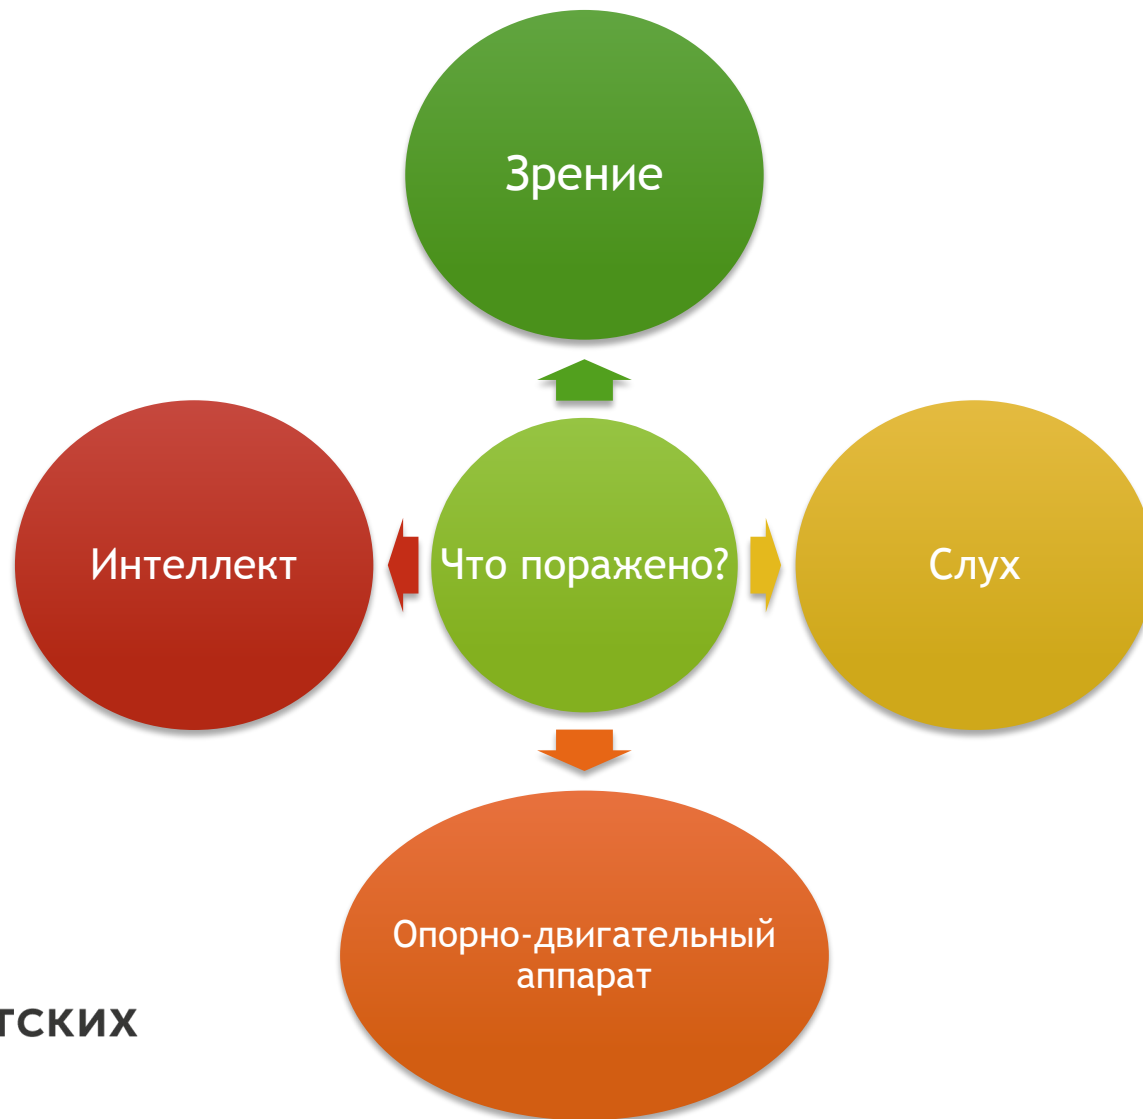 Зрение
Интеллект
Что поражено?
Слух
Опорно-двигательный
аппарат
тских